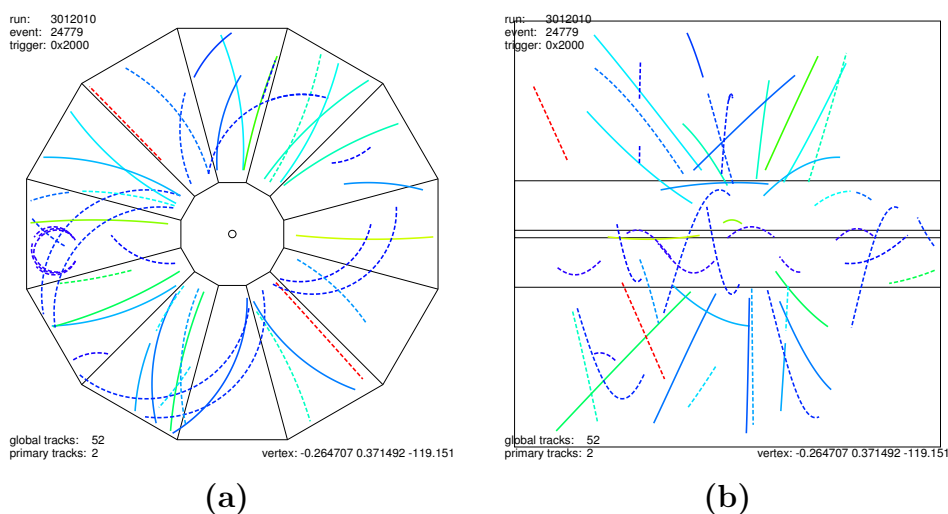 run: 3012010
event: 24779
trigger: 0x2000
global tracks: 52
primary tracks: 2
vertex: -0.264707 0.371492 -119.151
(a)
run: 3012010
event: 24779
trigger: 0x2000
global tracks: 52
primary tracks: 2
vertex: -0.264707 0.371492 -119.151
(b)